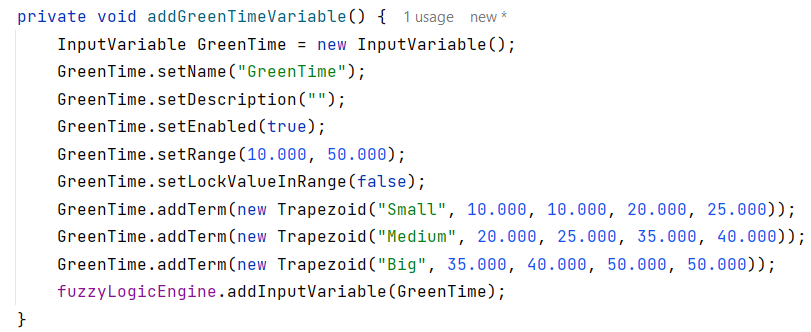 private void addGreenTimeVariable() { 1 usage new *
    InputVariable GreenTime = new InputVariable();
    GreenTime.setName("GreenTime");
    GreenTime.setDescription("");
    GreenTime.setEnabled(true);
    GreenTime.setRange(10.000, 50.000);
    GreenTime.setLockValueInRange(false);
    GreenTime.addTerm(new Trapezoid("Small", 10.000, 10.000, 20.000, 25.000));
    GreenTime.addTerm(new Trapezoid("Medium", 20.000, 25.000, 35.000, 40.000));
    GreenTime.addTerm(new Trapezoid("Big", 35.000, 40.000, 50.000, 50.000));
    fuzzyLogicEngine.addInputVariable(GreenTime);
}